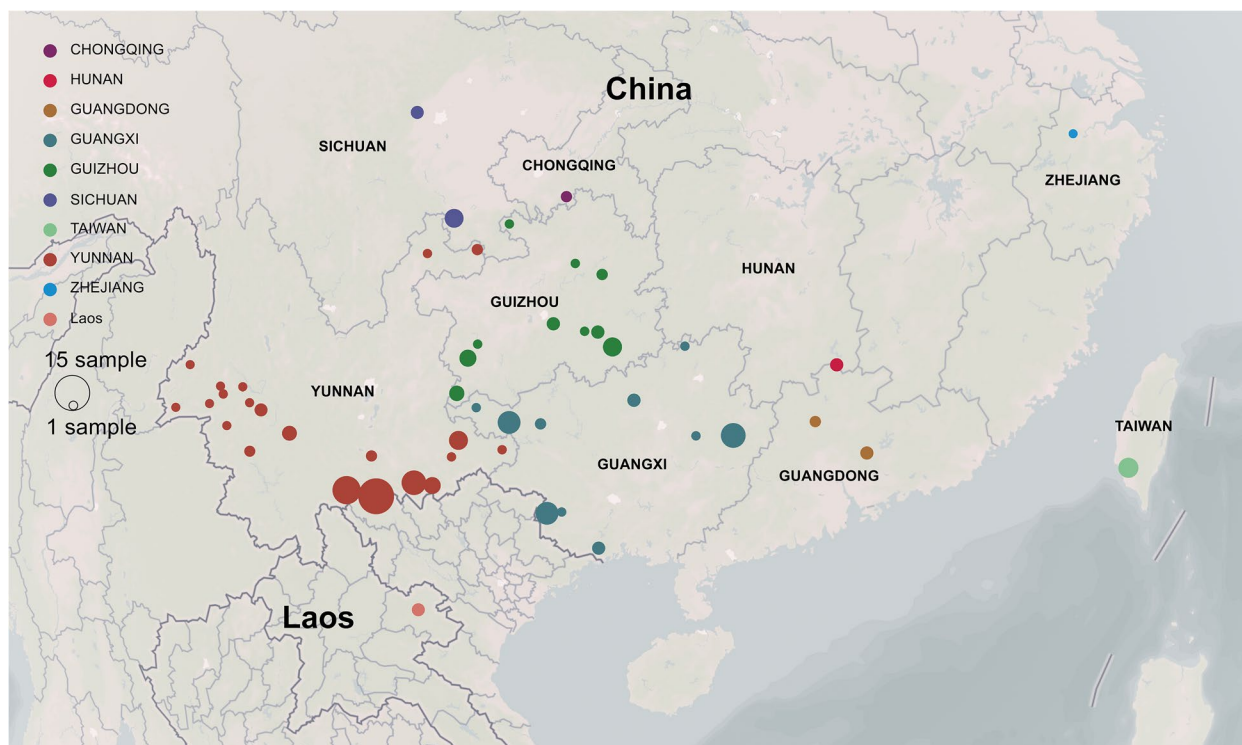 CHONGQING
HUNAN
GUANGDONG
GUANGXI
GUIZHOU
SICHUAN
TAIWAN
YUNNAN
ZHEJIANG
Laos
15 sample
1 sample
China
SICHUAN
CHONGQING
ZHEJIANG
HUNAN
GUIZHOU
YUNNAN
TAIWAN
GUANGXI
GUANGDONG
Laos